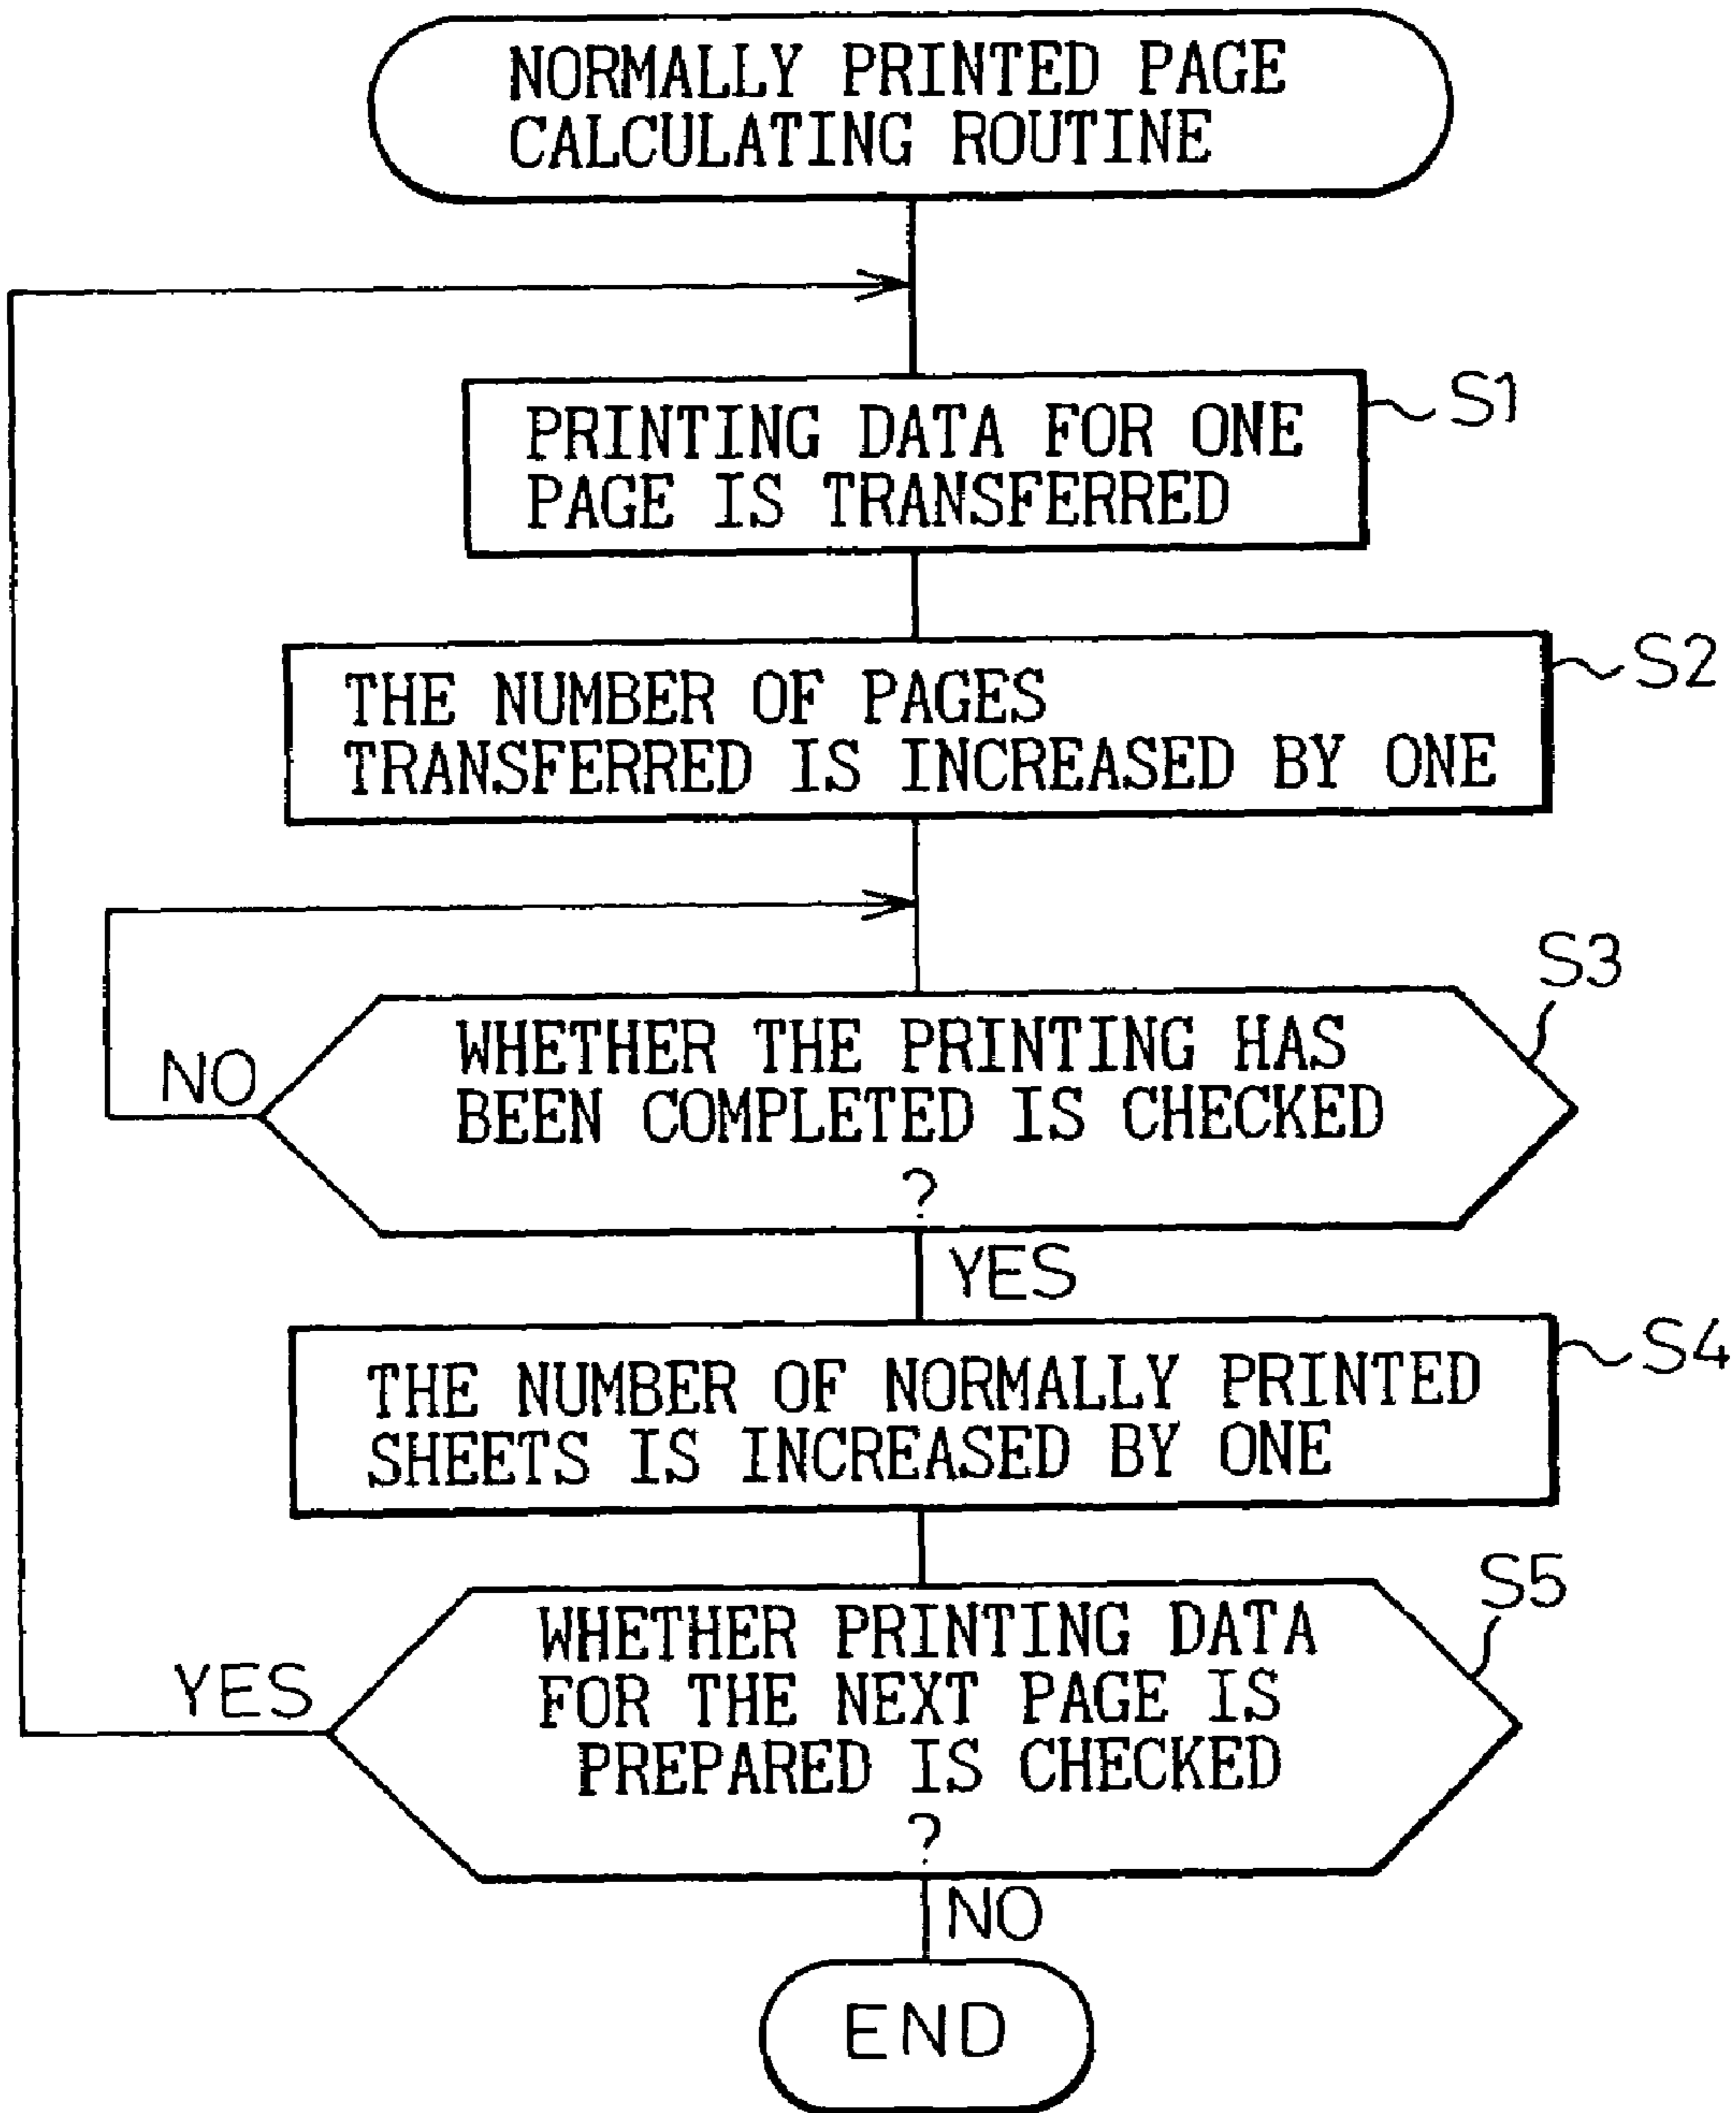 NORMALLY PRINTED PAGE
CALCULATING ROUTINE
S1
PRINTING DATA FOR ONE
PAGE IS TRANSFERRED
S2
THE NUMBER OF PAGES
TRANSFERRED IS INCREASED BY ONE
S3
WHETHER THE PRINTING HAS
BEEN COMPLETED IS CHECKED
?
NO
YES
S4
THE NUMBER OF NORMALLY PRINTED
SHEETS IS INCREASED BY ONE
S5
WHETHER PRINTING DATA
FOR THE NEXT PAGE IS
PREPARED IS CHECKED
?
YES
NO
END